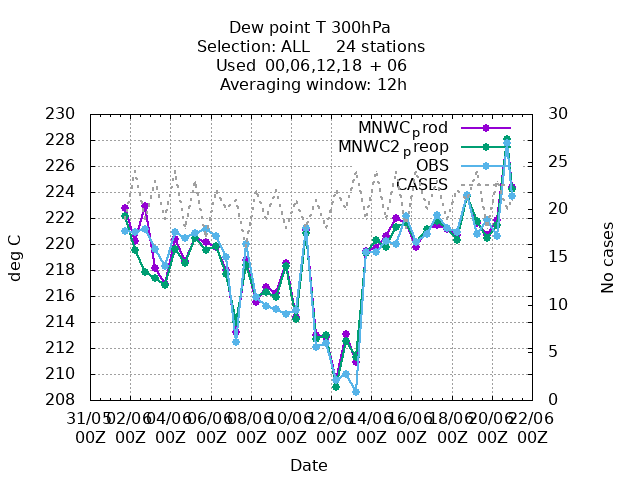 Dew point T 300hPa
Selection: ALL 24 stations
Used 00,06,12,18 + 06
Averaging window: 12h
230
228
226
224
222
220
218
216
214
212
210
208
deg C
30
25
20
15
10
5
0
No cases
MNWCprod
MNWC2preop
OBS
CASES
31/05 02/06 04/06 06/06 08/06 10/06 12/06 14/06 16/06 18/06 20/06 22/06
00Z 00Z 00Z 00Z 00Z 00Z 00Z 00Z 00Z 00Z 00Z 00Z
Date